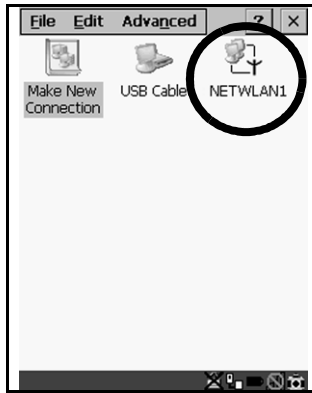 File Edit Advanced ? ×
Make New Connection
USB Cable
NETWLAN1